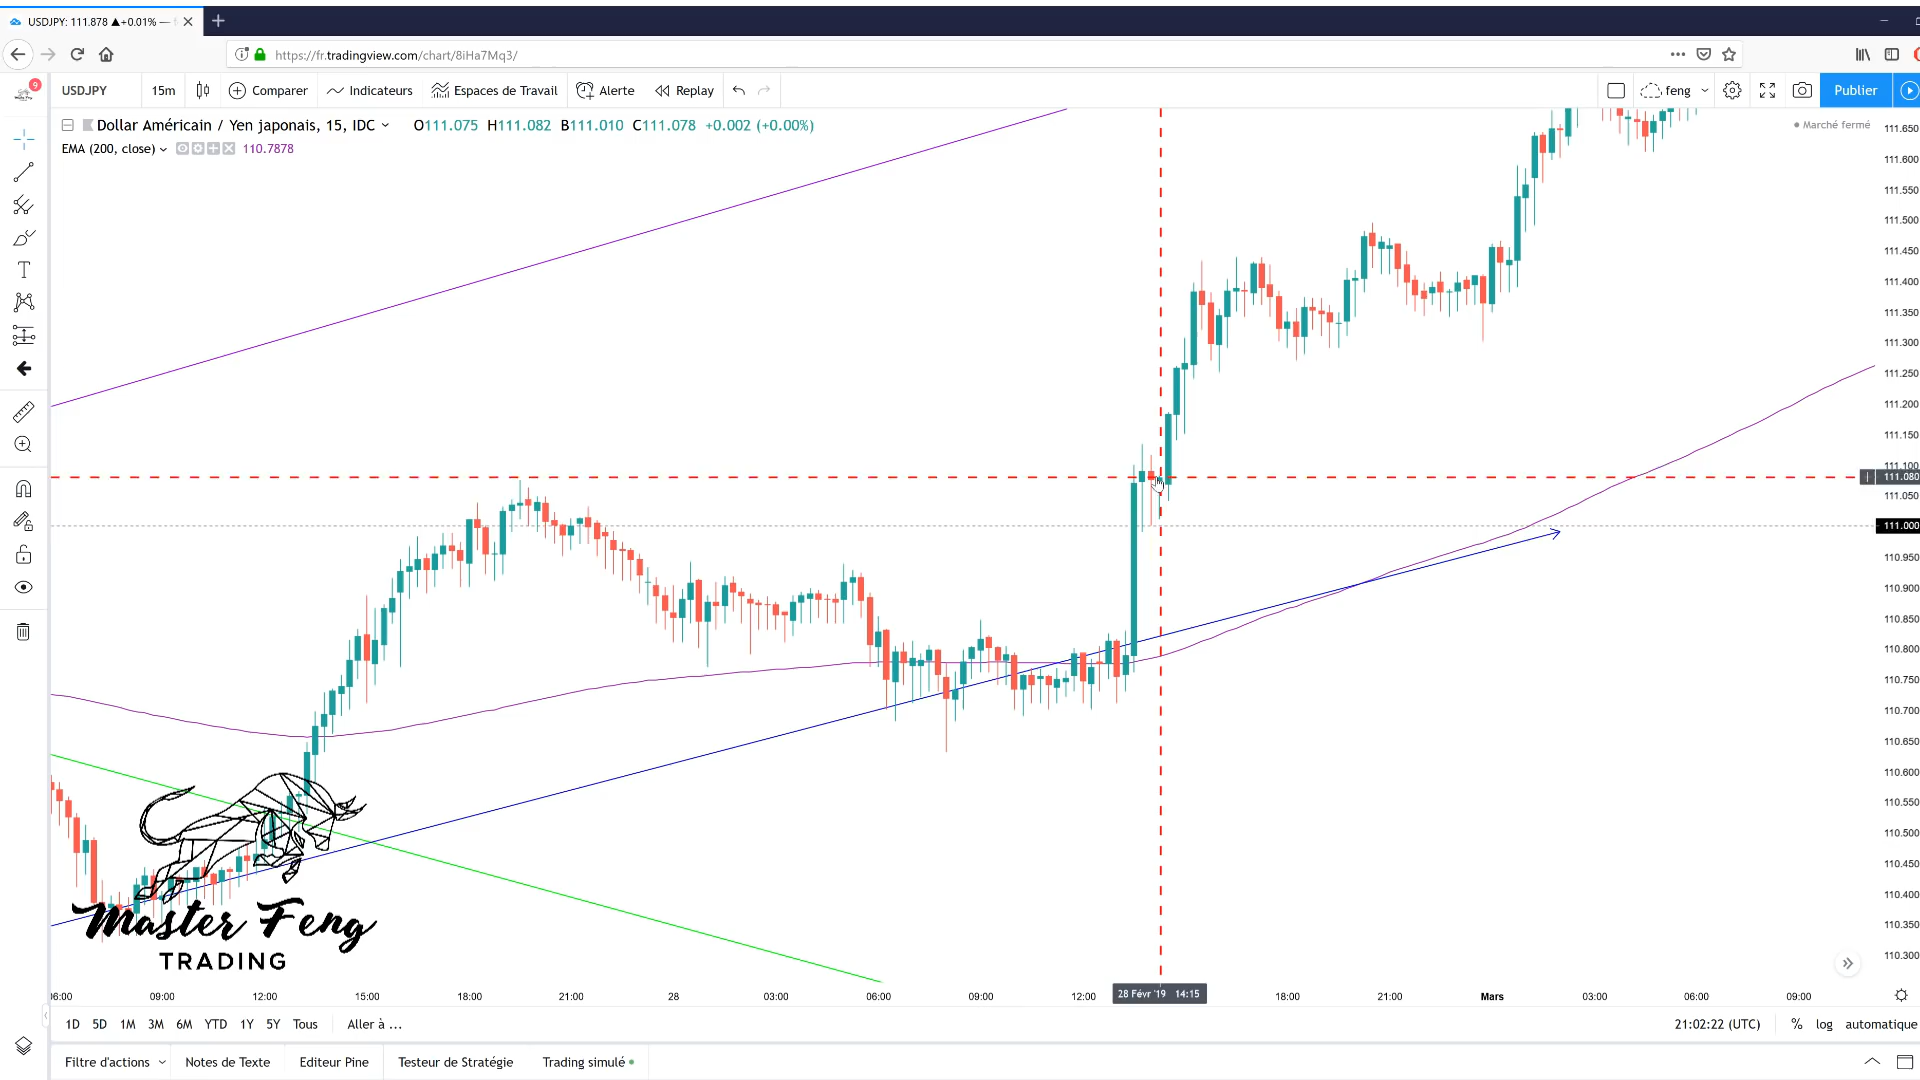 USDJPY: 111.878 ▲+0.01% —
https://fr.tradingview.com/chart/8iHa7Mq3/
9
USDJPY 15m Comparer Indicateurs Espaces de Travail Alerte Replay feng Publier
Dollar Américain / Yen japonais, 15, IDC O111.075 H111.082 B111.010 C111.078 +0.002 (+0.00%)
Marché fermé
EMA (200, close) 110.7878
111.650
111.600
111.550
111.500
111.450
111.400
111.350
111.300
111.250
111.200
111.150
111.100
111.080
111.050
111.000
110.950
110.900
110.850
110.800
110.750
110.700
110.650
110.600
110.550
110.500
110.450
110.400
110.350
110.300
Master Feng
TRADING
06:00 09:00 12:00 15:00 18:00 21:00 28 03:00 06:00 09:00 12:00 28 Févr '19 14:15 18:00 21:00 Mars 03:00 06:00 09:00
1D 5D 1M 3M 6M YTD 1Y 5Y Tous Aller à ... 21:02:22 (UTC) % log automatique
Filtre d'actions Notes de Texte Editeur Pine Testeur de Stratégie Trading simulé